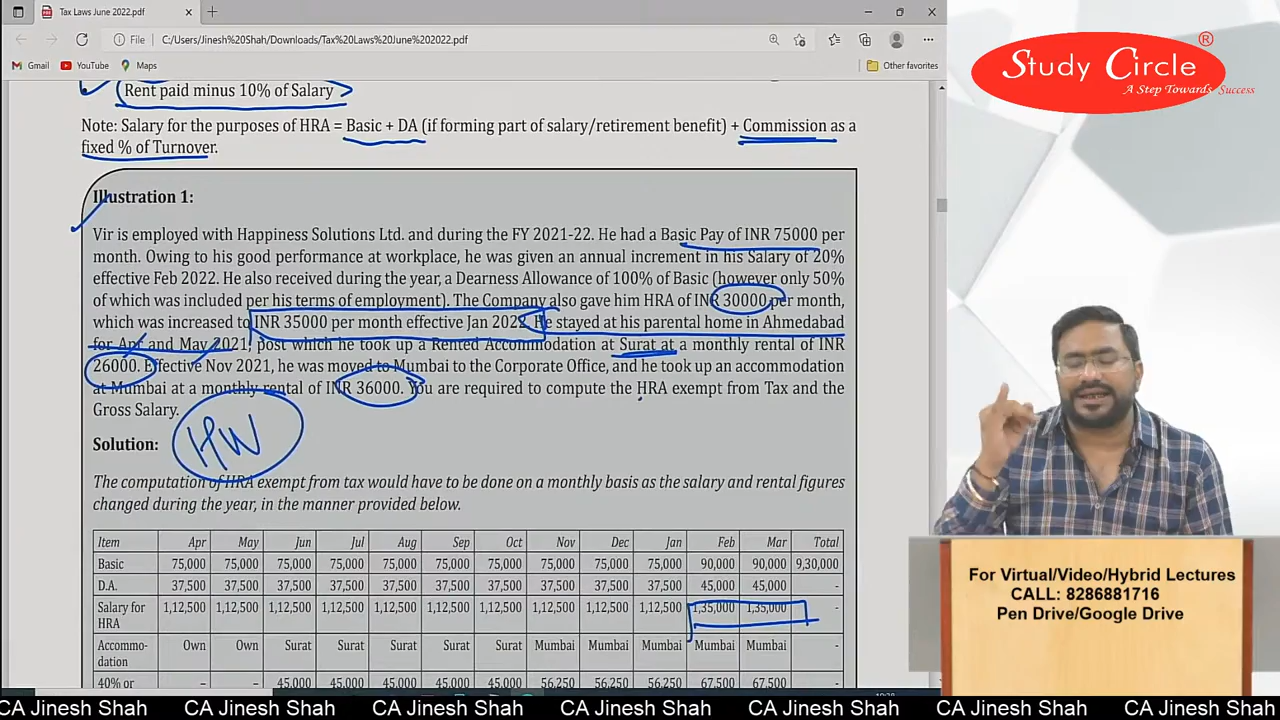 Tax Laws June 2022.pdf
File
C:/Users/Jinesh%20Shah/Downloads/Tax%20Laws%20June%202022.pdf
Gmail YouTube Maps Other favorites
Rent paid minus 10% of Salary
Note: Salary for the purposes of HRA = Basic + DA (if forming part of salary/retirement benefit) + Commission as a
fixed % of Turnover.
Illustration 1:
Vir is employed with Happiness Solutions Ltd. and during the FY 2021-22. He had a Basic Pay of INR 75000 per
month. Owing to his good performance at workplace, he was given an annual increment in his Salary of 20%
effective Feb 2022. He also received during the year, a Dearness Allowance of 100% of Basic (however only 50%
of which was included per his terms of employment). The Company also gave him HRA of INR 30000 per month,
which was increased to INR 35000 per month effective Jan 2022. He stayed at his parental home in Ahmedabad
for Apr and May 2021, post which he took up a Rented Accommodation at Surat at a monthly rental of INR
26000. Effective Nov 2021, he was moved to Mumbai to the Corporate Office, and he took up an accommodation
at Mumbai at a monthly rental of INR 36000. You are required to compute the HRA exempt from Tax and the
Gross Salary.
HW
Solution:
The computation of HRA exempt from tax would have to be done on a monthly basis as the salary and rental figures
changed during the year, in the manner provided below.
Item Apr May Jun Jul Aug Sep Oct Nov Dec Jan Feb Mar Total
Basic 75,000 75,000 75,000 75,000 75,000 75,000 75,000 75,000 75,000 75,000 90,000 90,000 9,30,000
D.A. 37,500 37,500 37,500 37,500 37,500 37,500 37,500 37,500 37,500 37,500 45,000 45,000 -
Salary for 1,12,500 1,12,500 1,12,500 1,12,500 1,12,500 1,12,500 1,12,500 1,12,500 1,12,500 1,12,500 1,35,000 1,35,000 -
HRA
Accommo- Own Own Surat Surat Surat Surat Surat Mumbai Mumbai Mumbai Mumbai Mumbai -
dation
40% or – – 45,000 45,000 45,000 45,000 45,000 56,250 56,250 56,250 67,500 67,500 -
Study Circle ®
A Step Towards Success
For Virtual/Video/Hybrid Lectures
CALL: 8286881716
Pen Drive/Google Drive
CA Jinesh Shah CA Jinesh Shah CA Jinesh Shah CA Jinesh Shah CA Jinesh Shah CA Jinesh Shah CA Jinesh Shah